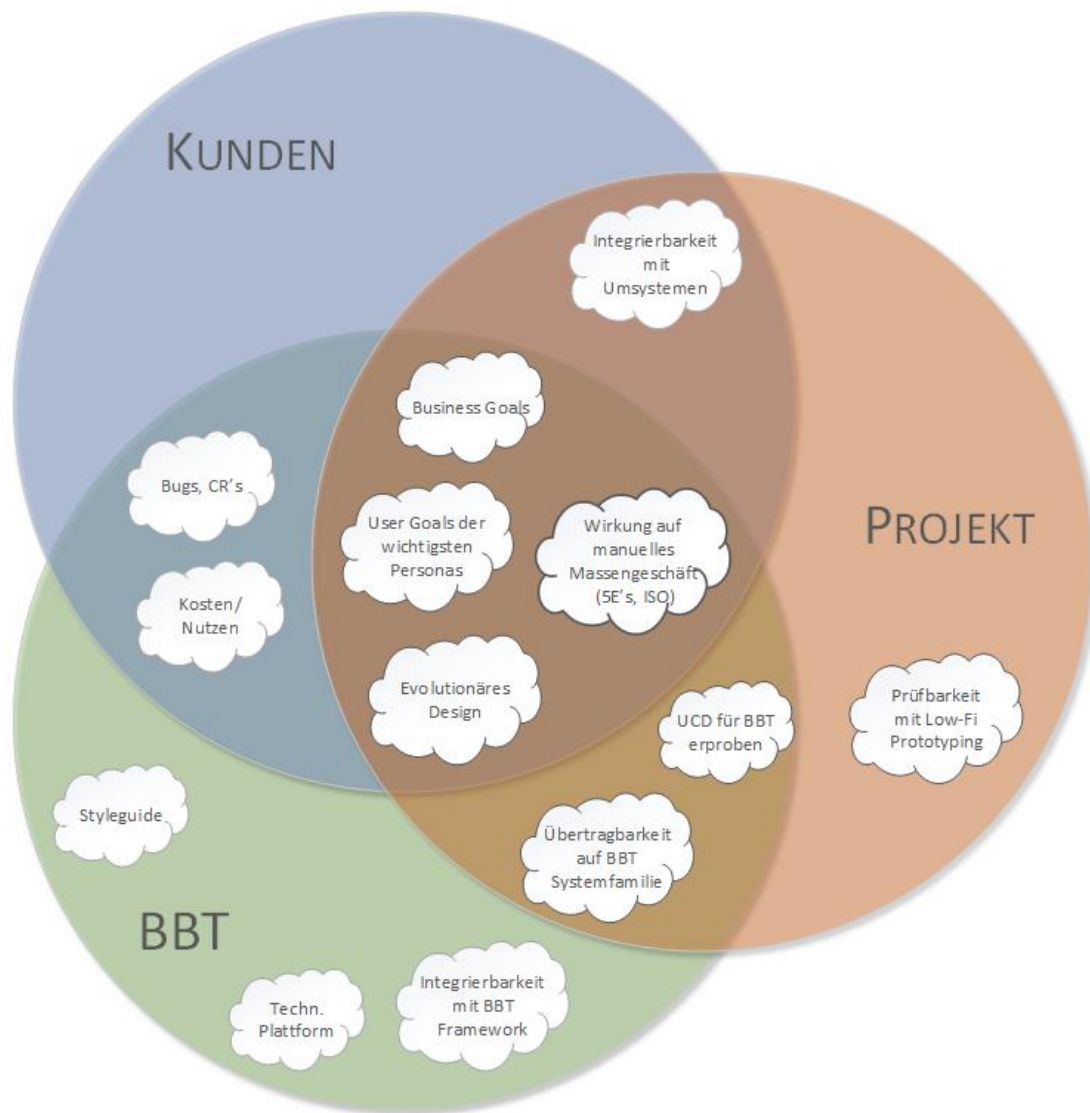 KUNDEN
Integrierbarkeit
mit
Umsystemen
Business Goals
Bugs, CR's
User Goals der
wichtigsten
Personas
Wirkung auf
manuelles
Massengeschäft
(5E's, ISO)
PROJEKT
Kosten/
Nutzen
Evolutionäres
Design
UCD für BBT
erproben
Prüfbarkeit
mit Low-Fi
Prototyping
Styleguide
Übertragbarkeit
auf BBT
Systemfamilie
BBT
Techn.
Plattform
Integrierbarkeit
mit BBT
Framework